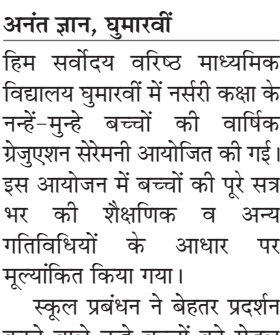 अनंत ज्ञान, घुमारवीं
हिम सर्वोदय वरिष्ठ माध्यमिक
विद्यालय घुमारवीं में नर्सरी कक्षा के
नन्हें-मुन्हे बच्चों की वार्षिक
ग्रेजुएशन सेरेमनी आयोजित की गई।
इस आयोजन में बच्चों की पूरे सत्र
भर की शैक्षणिक व अन्य
गतिविधियों के आधार पर
मूल्यांकित किया गया।
स्कूल प्रबंधन ने बेहतर प्रदर्शन